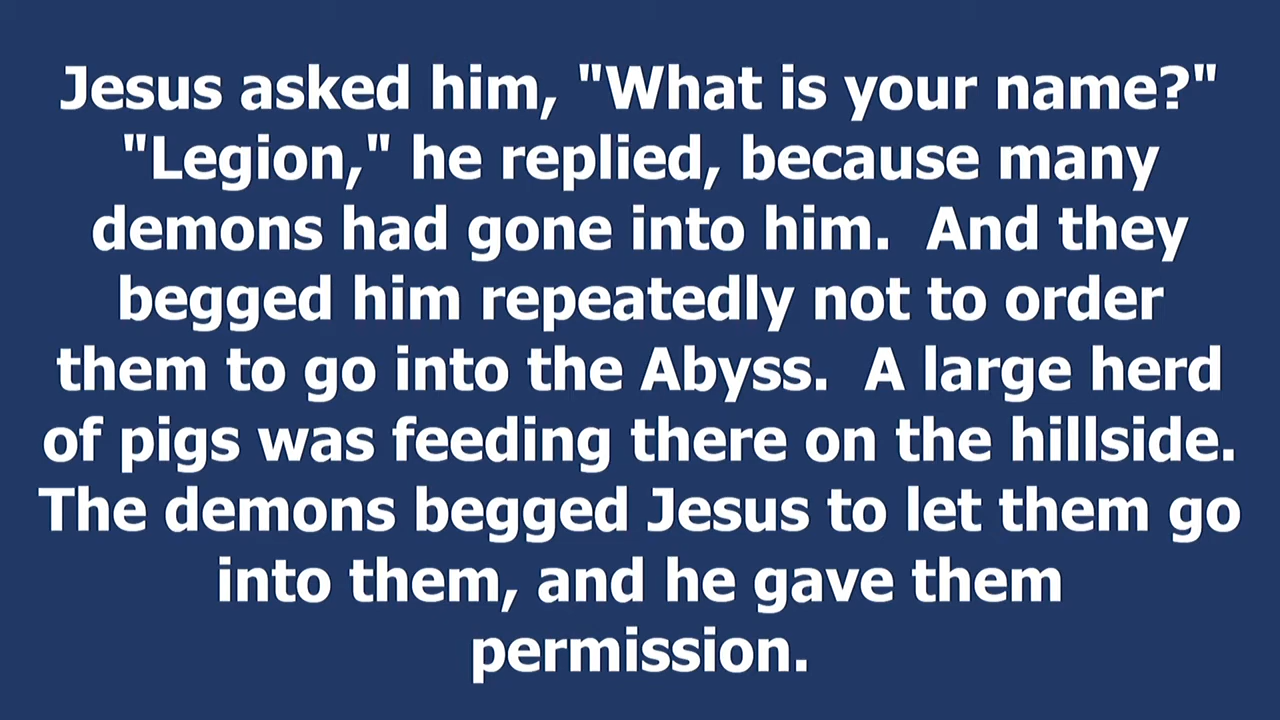 Jesus asked him, "What is your name?"
"Legion," he replied, because many
demons had gone into him.  And they
begged him repeatedly not to order
them to go into the Abyss.  A large herd
of pigs was feeding there on the hillside.
The demons begged Jesus to let them go
into them, and he gave them
permission.